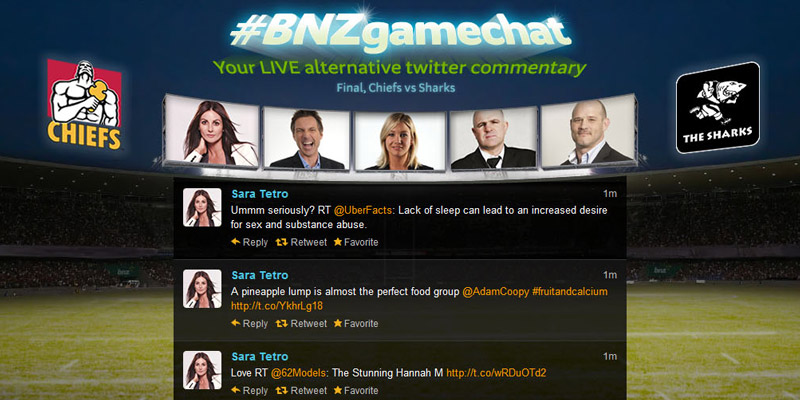 #BNZgamechat
Your LIVE alternative twitter commentary
Final, Chiefs vs Sharks
CHIEFS
THE SHARKS
Sara Tetro 1m
Ummm seriously? RT @UberFacts: Lack of sleep can lead to an increased desire
for sex and substance abuse.
Reply Retweet Favorite
Sara Tetro 1m
A pineapple lump is almost the perfect food group @AdamCoopy #fruitandcalcium
http://t.co/YkhrLg18
Reply Retweet Favorite
Sara Tetro 1m
Love RT @62Models: The Stunning Hannah M http://t.co/wRDuOTd2
Reply Retweet Favorite